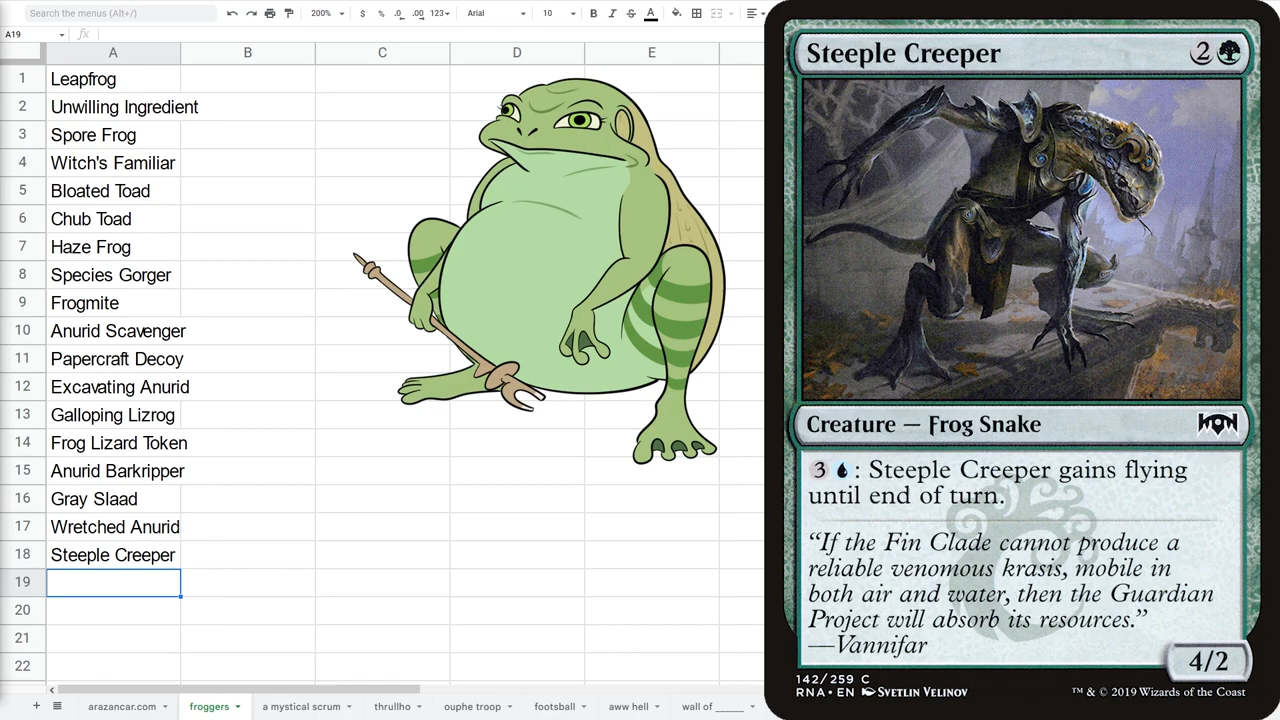 Search the menus (Alt+/)
200%
$
%
.0
.00
123
Arial
10
B
I
S
A
A19
fx
A
B
C
D
E
1 Leapfrog
2 Unwilling Ingredient
3 Spore Frog
4 Witch's Familiar
5 Bloated Toad
6 Chub Toad
7 Haze Frog
8 Species Gorger
9 Frogmite
10 Anurid Scavenger
11 Papercraft Decoy
12 Excavating Anurid
13 Galloping Lizrog
14 Frog Lizard Token
15 Anurid Barkripper
16 Gray Slaad
17 Wretched Anurid
18 Steeple Creeper
19
20
21
22
arazancon.com
froggers
a mystical scrum
thrullho
ouphe troop
footsball
aww hell
wall of ______
Steeple Creeper 2
Creature — Frog Snake
3 : Steeple Creeper gains flying
until end of turn.
“If the Fin Clade cannot produce a
reliable venomous krasis, mobile in
both air and water, then the Guardian
Project will absorb its resources.”
—Vannifar
4/2
142/259 C
RNA • EN Svetlin Velinov
™ & © 2019 Wizards of the Coast